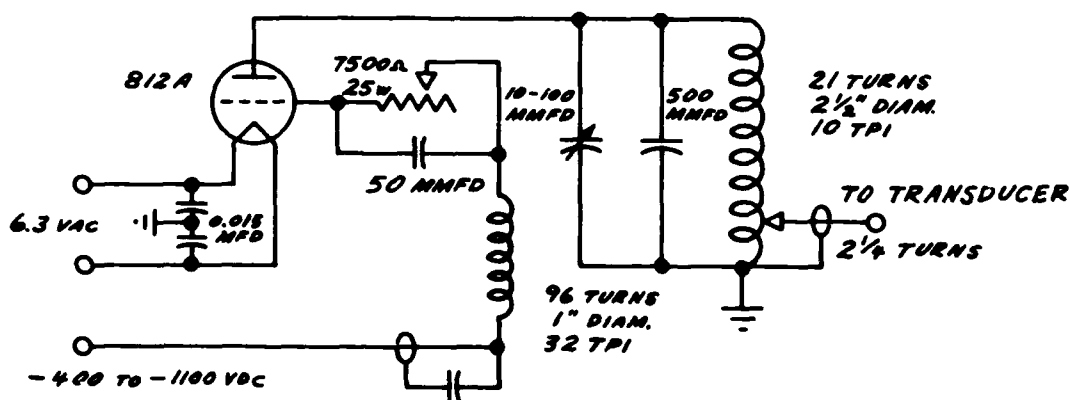 812A
7500Ω
25W
10-100
MMFD
500
MMFD
21 TURNS
2½" DIAM.
10 TPI
50 MMFD
6.3 VAC
0.015
MFD
TO TRANSDUCER
2¼ TURNS
96 TURNS
1" DIAM.
32 TPI
-400 TO -1100 VDC